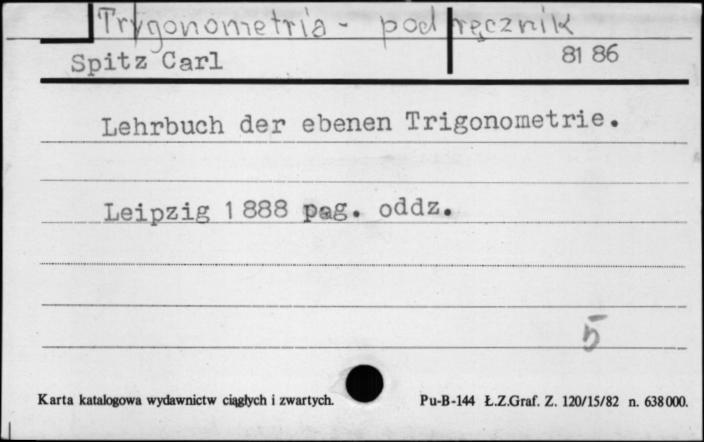 Trygonometria - podręcznik
Spitz Carl 81 86
Lehrbuch der ebenen Trigonometrie.
Leipzig 1888 pag. oddz.
5
Karta katalogowa wydawnictw ciągłych i zwartych. Pu-B-144 Ł.Z.Graf. Z. 120/15/82 n. 638000.